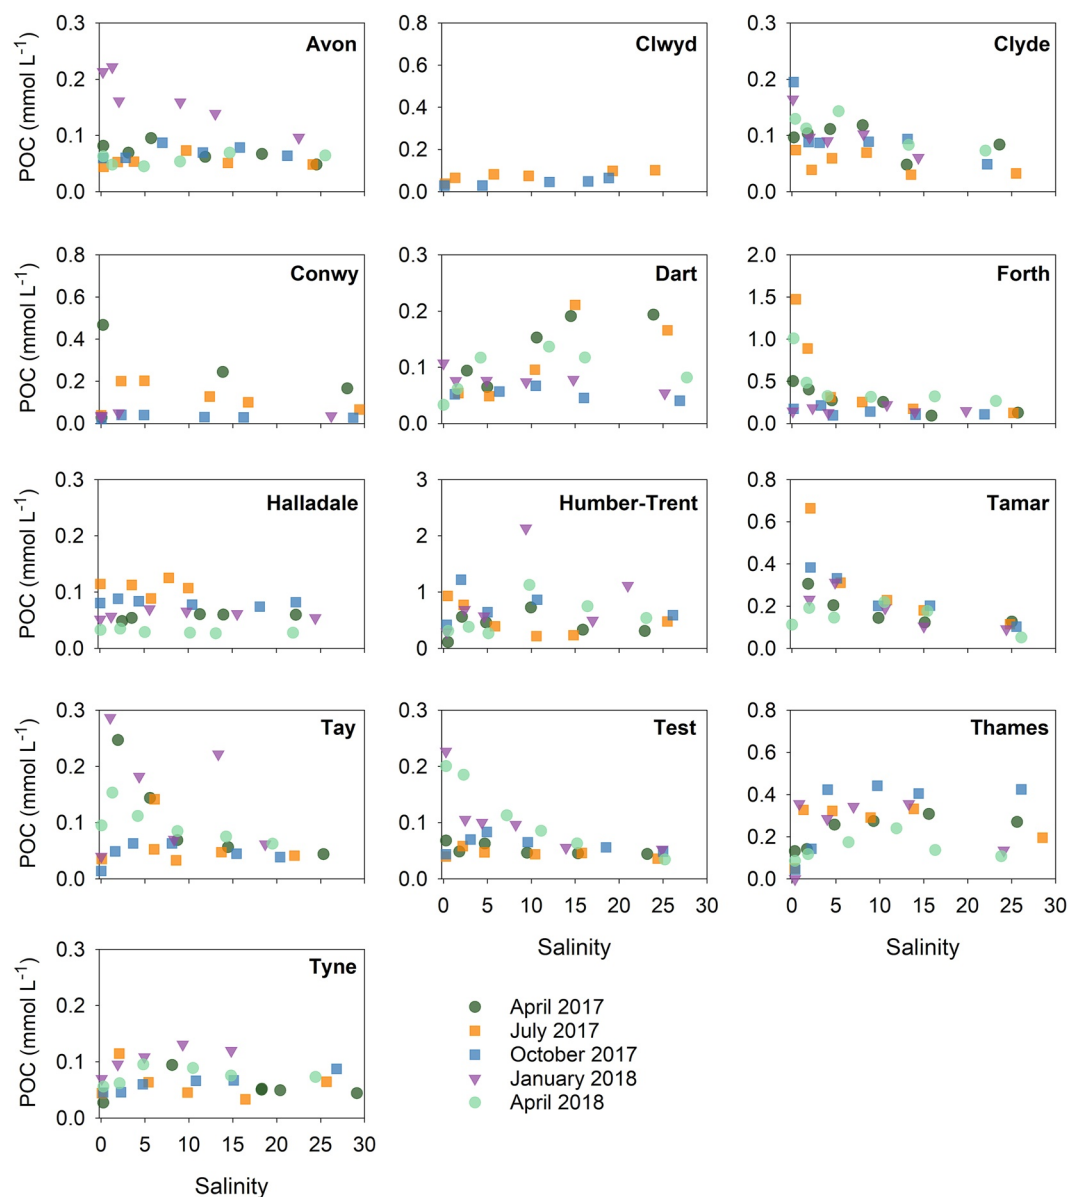 Avon
Clwyd
Clyde
POC (mmol L⁻¹)
0.3
0.2
0.1
0.0
0.8
0.6
0.4
0.2
0.0
0.3
0.2
0.1
0.0
Conwy
Dart
Forth
POC (mmol L⁻¹)
0.8
0.6
0.4
0.2
0.0
0.3
0.2
0.1
0.0
2.0
1.5
1.0
0.5
0.0
Halladale
Humber-Trent
Tamar
POC (mmol L⁻¹)
0.3
0.2
0.1
0.0
3
2
1
0
0.8
0.6
0.4
0.2
0.0
Tay
Test
Thames
POC (mmol L⁻¹)
0.3
0.2
0.1
0.0
0.3
0.2
0.1
0.0
0.8
0.6
0.4
0.2
0.0
0 5 10 15 20 25 30
0 5 10 15 20 25 30
Salinity
Salinity
Tyne
POC (mmol L⁻¹)
0.3
0.2
0.1
0.0
0 5 10 15 20 25 30
Salinity
April 2017
July 2017
October 2017
January 2018
April 2018